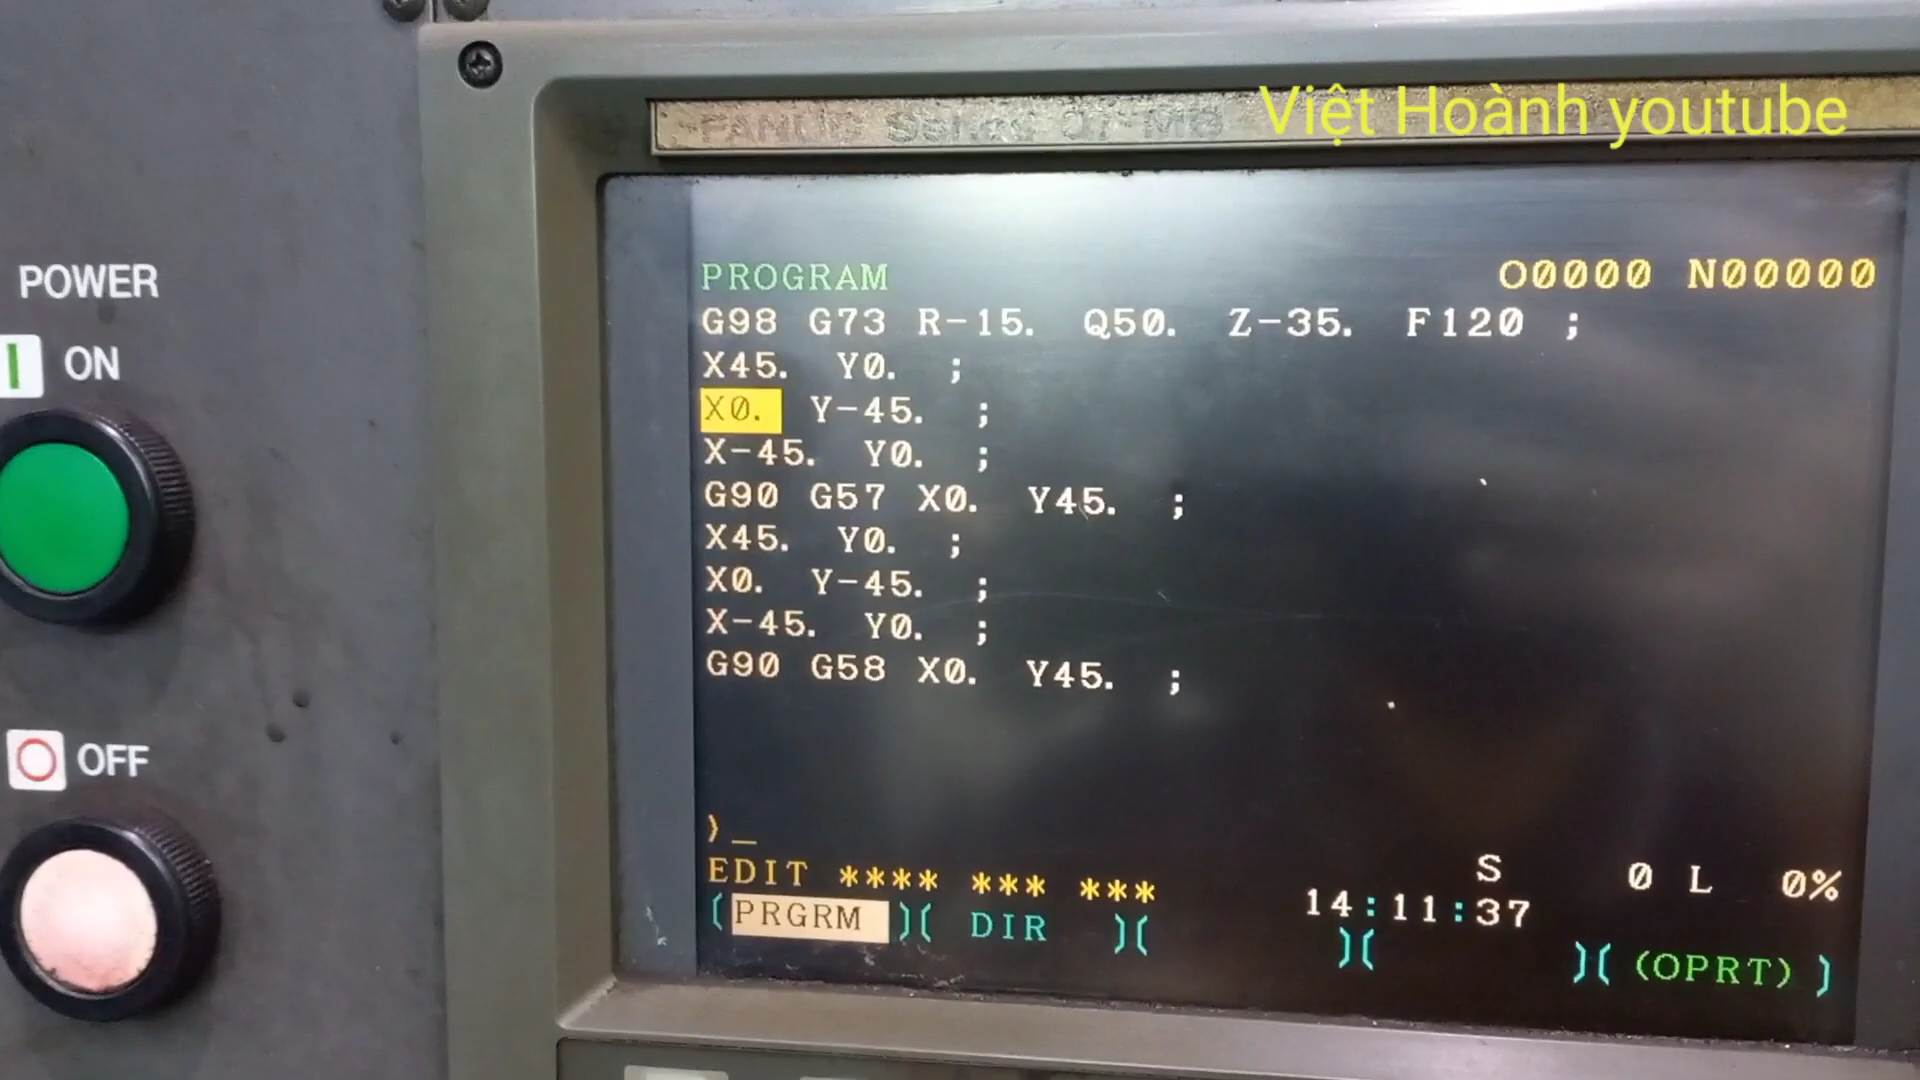 Việt Hoành youtube
FANUC Series
POWER
ON
OFF
PROGRAM O0000 N00000
G98 G73 R-15. Q50. Z-35. F120 ;
X45. Y0. ;
X0. Y-45. ;
X-45. Y0. ;
G90 G57 X0. Y45. ;
X45. Y0. ;
X0. Y-45. ;
X-45. Y0. ;
G90 G58 X0. Y45. ;
)_
S 0 L 0%
EDIT **** *** ***
14:11:37
(PRGRM)( DIR )( )( )( (OPRT) )